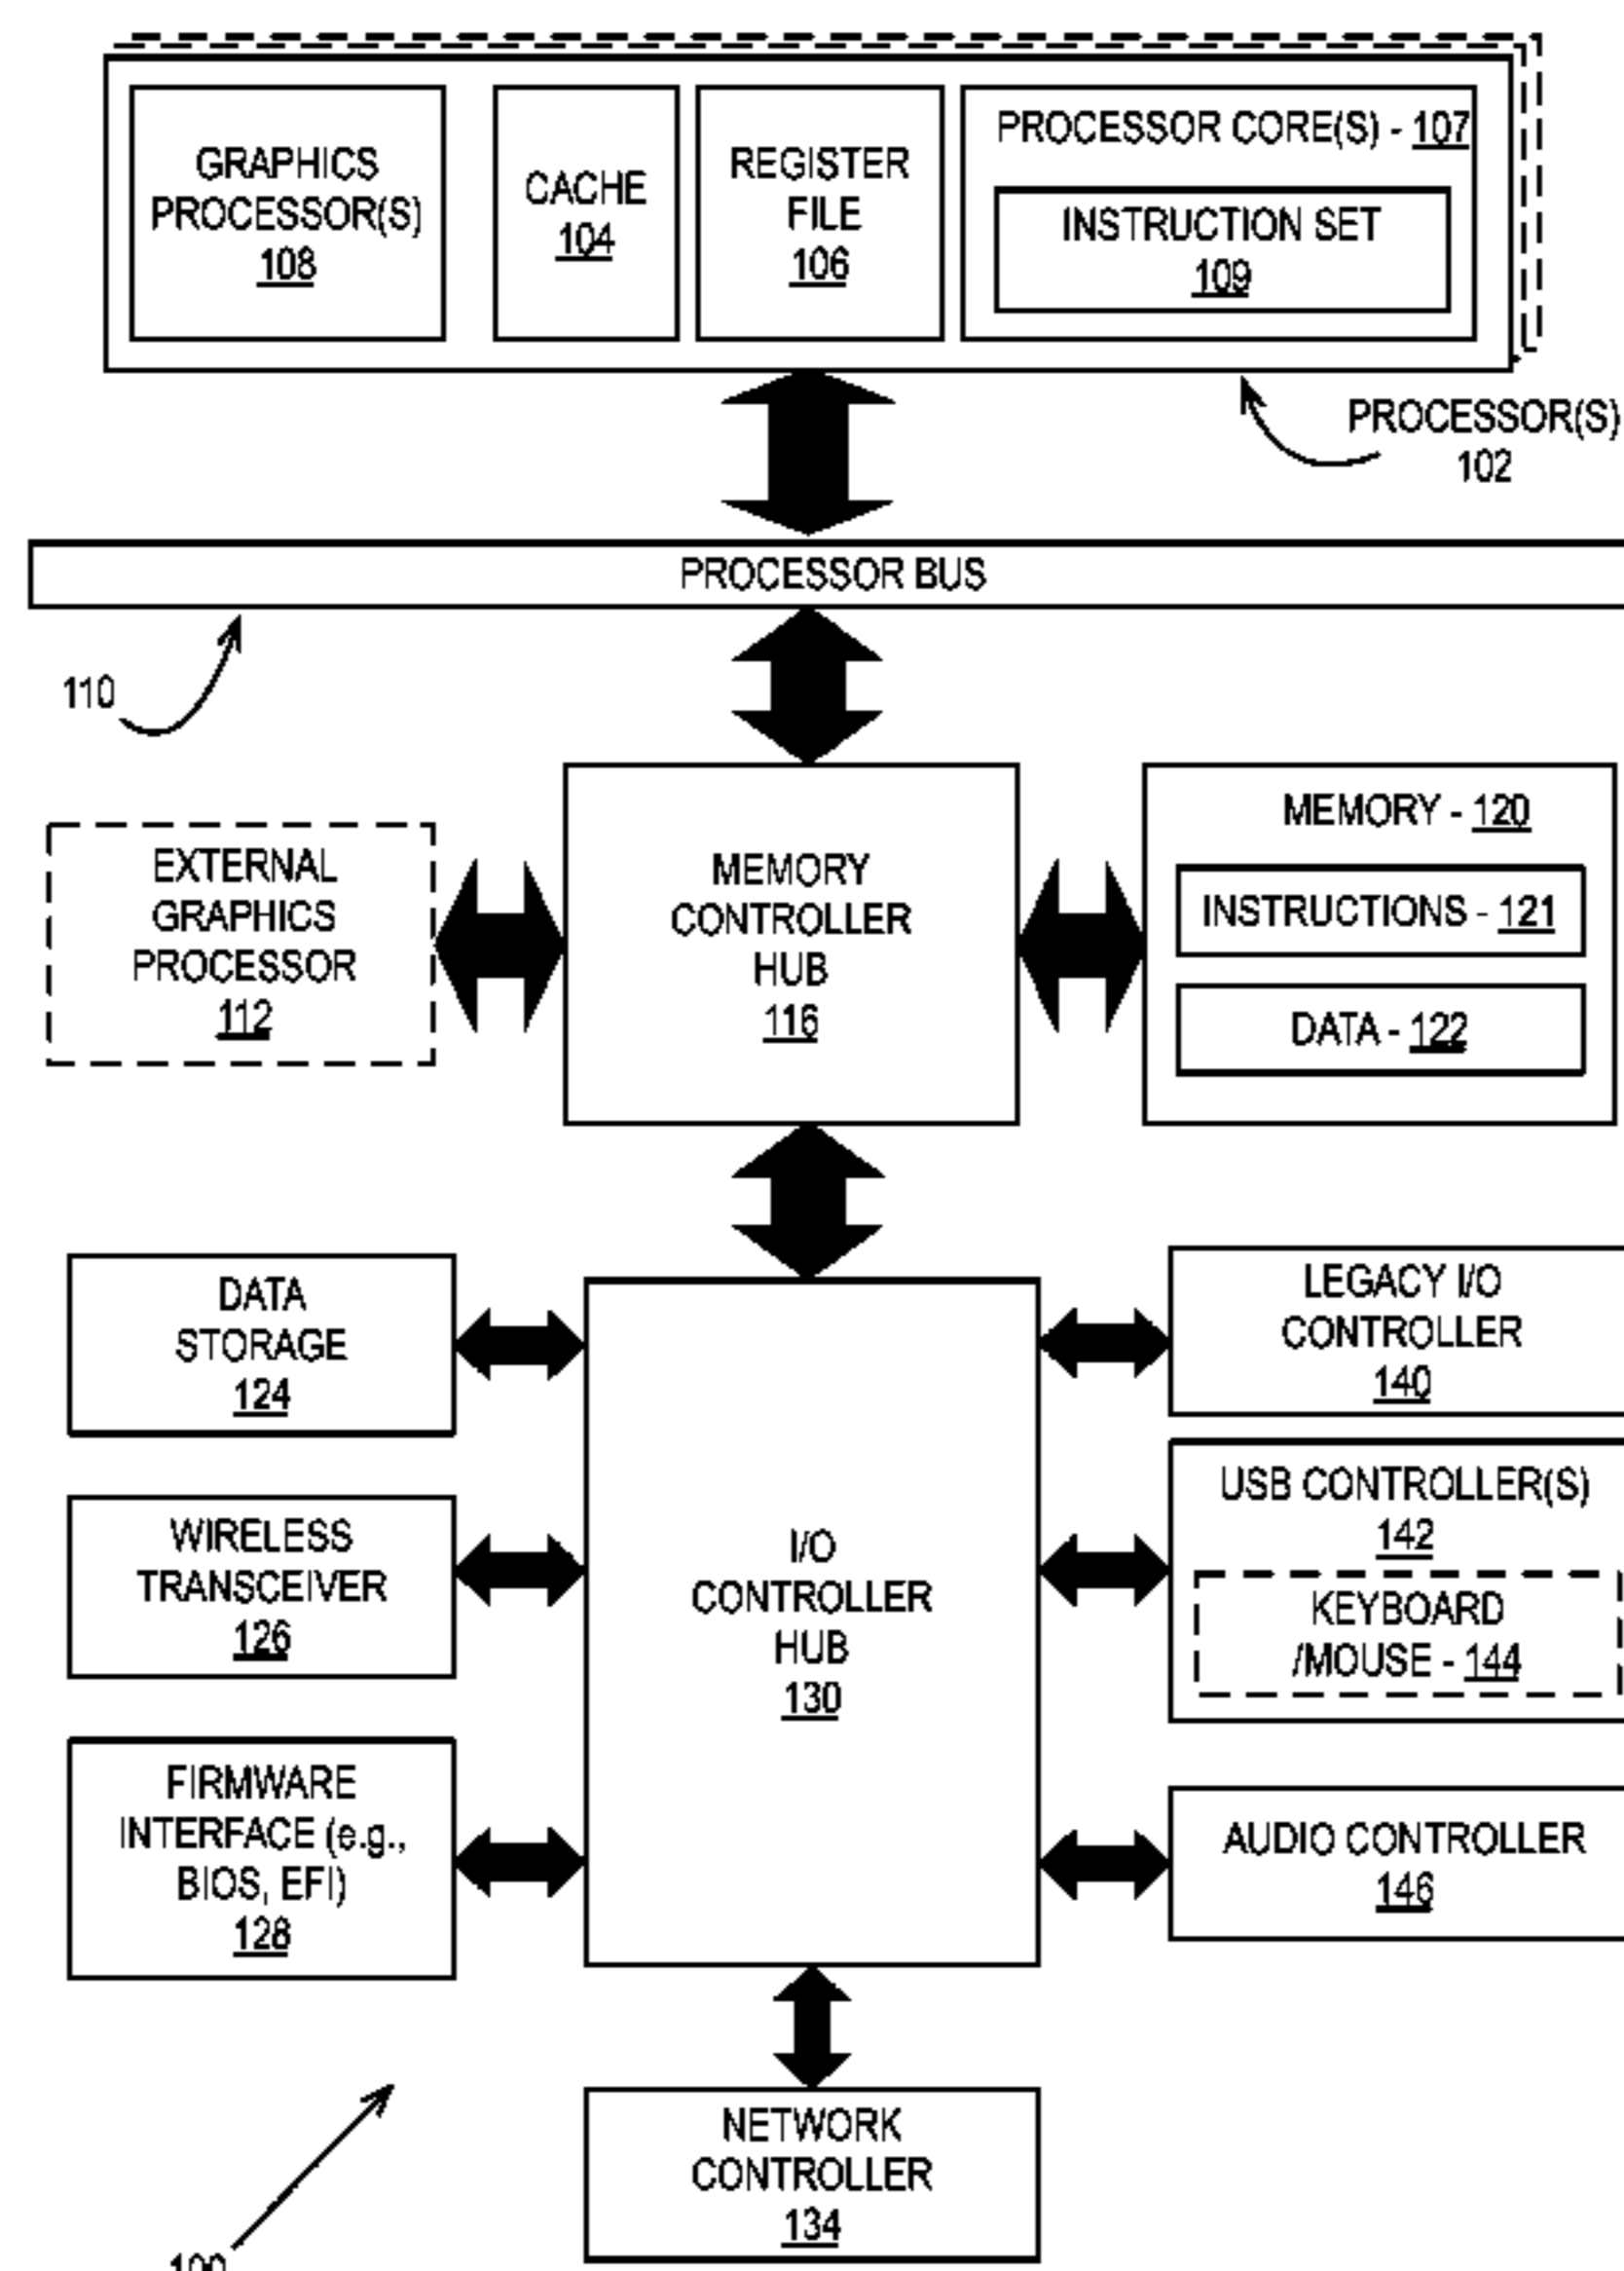 GRAPHICS
PROCESSOR(S)
108
CACHE
104
REGISTER
FILE
106
PROCESSOR CORE(S) - 107
INSTRUCTION SET
109
PROCESSOR(S)
102
PROCESSOR BUS
110
EXTERNAL
GRAPHICS
PROCESSOR
112
MEMORY
CONTROLLER
HUB
116
MEMORY - 120
INSTRUCTIONS - 121
DATA - 122
DATA
STORAGE
124
WIRELESS
TRANSCEIVER
126
FIRMWARE
INTERFACE (e.g.,
BIOS, EFI)
128
I/O
CONTROLLER
HUB
130
LEGACY I/O
CONTROLLER
140
USB CONTROLLER(S)
142
KEYBOARD
/MOUSE - 144
AUDIO CONTROLLER
146
NETWORK
CONTROLLER
134
100